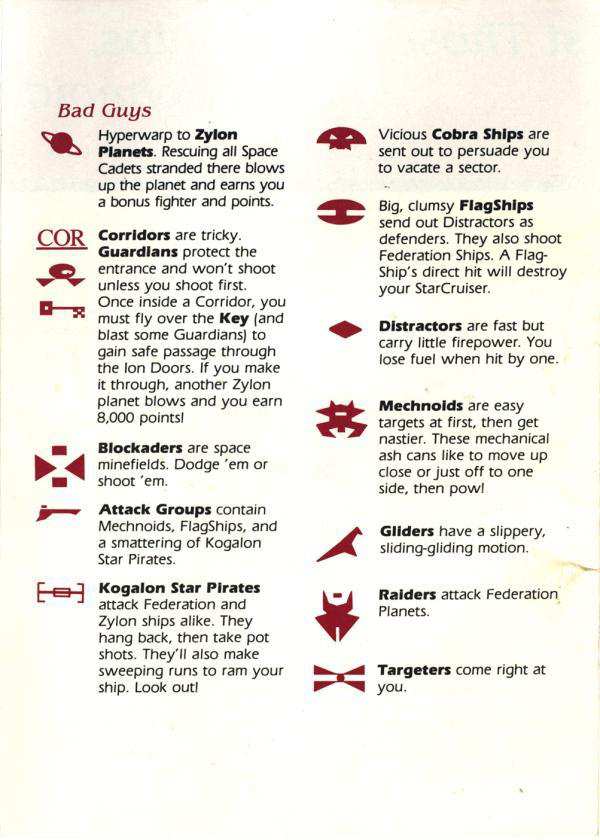 Bad Guys
Hyperwarp to Zylon
Planets. Rescuing all Space
Cadets stranded there blows
up the planet and earns you
a bonus fighter and points.
COR
Corridors are tricky.
Guardians protect the
entrance and won't shoot
unless you shoot first.
Once inside a Corridor, you
must fly over the Key (and
blast some Guardians) to
gain safe passage through
the Ion Doors. If you make
it through, another Zylon
planet blows and you earn
8,000 points!
Blockaders are space
minefields. Dodge 'em or
shoot 'em.
Attack Groups contain
Mechnoids, FlagShips, and
a smattering of Kogalon
Star Pirates.
Kogalon Star Pirates
attack Federation and
Zylon ships alike. They
hang back, then take pot
shots. They'll also make
sweeping runs to ram your
ship. Look out!
Vicious Cobra Ships are
sent out to persuade you
to vacate a sector.
Big, clumsy FlagShips
send out Distractors as
defenders. They also shoot
Federation Ships. A Flag-
Ship's direct hit will destroy
your StarCruiser.
Distractors are fast but
carry little firepower. You
lose fuel when hit by one.
Mechnoids are easy
targets at first, then get
nastier. These mechanical
ash cans like to move up
close or just off to one
side, then pow!
Gliders have a slippery,
sliding-gliding motion.
Raiders attack Federation
Planets.
Targeters come right at
you.